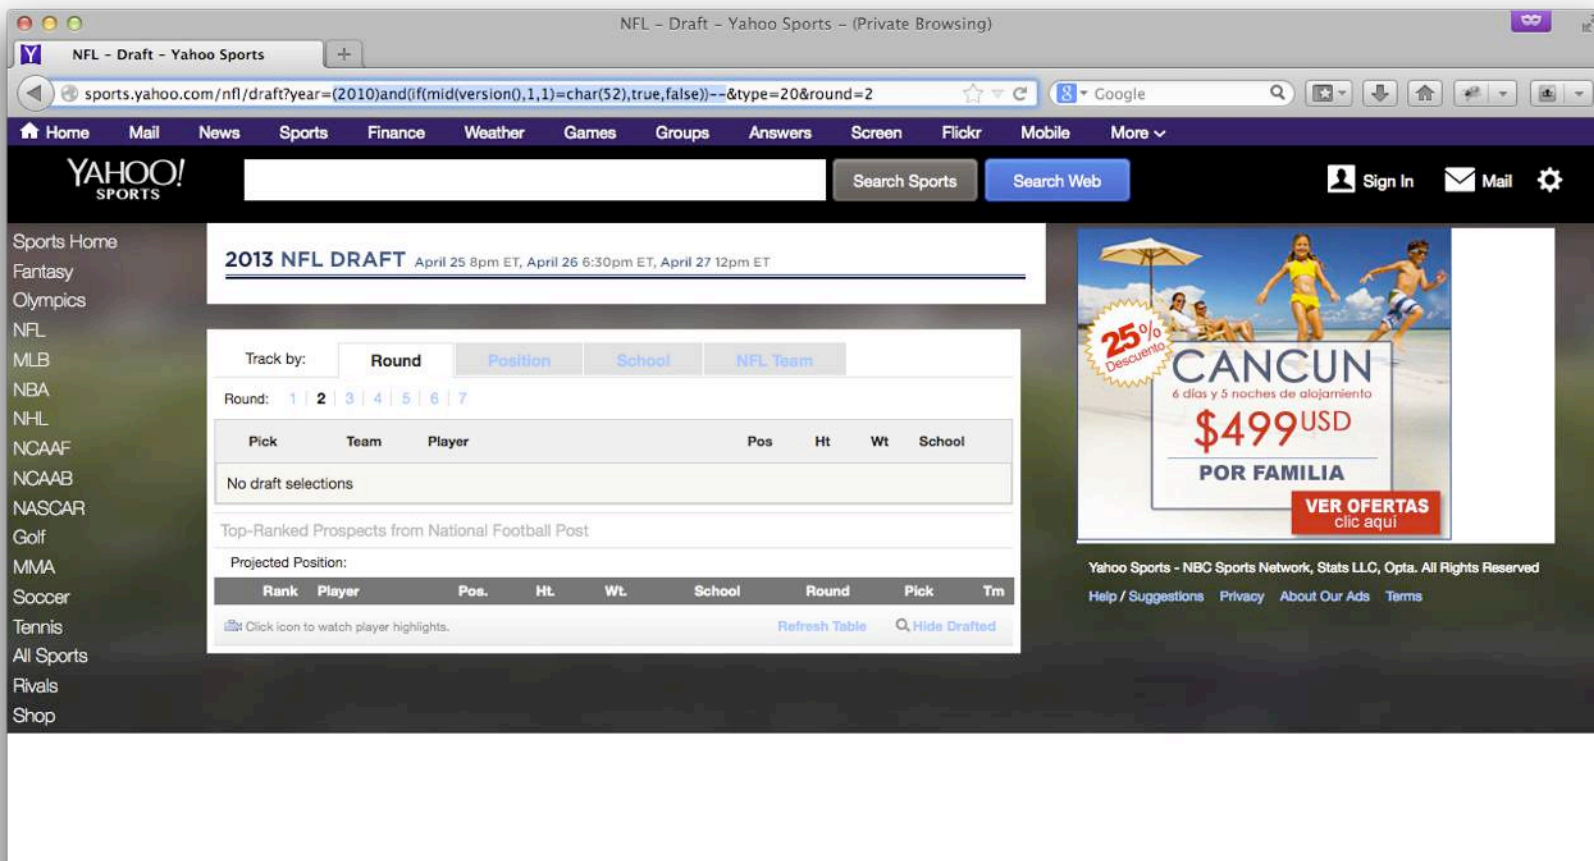 NFL – Draft – Yahoo Sports – (Private Browsing)
NFL – Draft – Yahoo Sports
sports.yahoo.com/nfl/draft?year=(2010)and(if(mid(version(),1,1)=char(52),true,false))--&type=20&round=2
Google
Home Mail News Sports Finance Weather Games Groups Answers Screen Flickr Mobile More
YAHOO!
SPORTS
Search Sports Search Web Sign In Mail
Sports Home
Fantasy
Olympics
NFL
MLB
NBA
NHL
NCAAF
NCAAB
NASCAR
Golf
MMA
Soccer
Tennis
All Sports
Rivals
Shop
2013 NFL DRAFT April 25 8pm ET, April 26 6:30pm ET, April 27 12pm ET
Track by: Round Position School NFL Team
Round: 1 | 2 | 3 | 4 | 5 | 6 | 7
Pick Team Player Pos Ht Wt School
No draft selections
Top-Ranked Prospects from National Football Post
Projected Position:
Rank Player Pos. Ht. Wt. School Round Pick Tm
Click icon to watch player highlights. Refresh Table Hide Drafted
25%
Descuento
CANCUN
6 días y 5 noches de alojamiento
$499USD
POR FAMILIA
VER OFERTAS
clic aquí
Yahoo Sports - NBC Sports Network, Stats LLC, Opta. All Rights Reserved
Help / Suggestions Privacy About Our Ads Terms